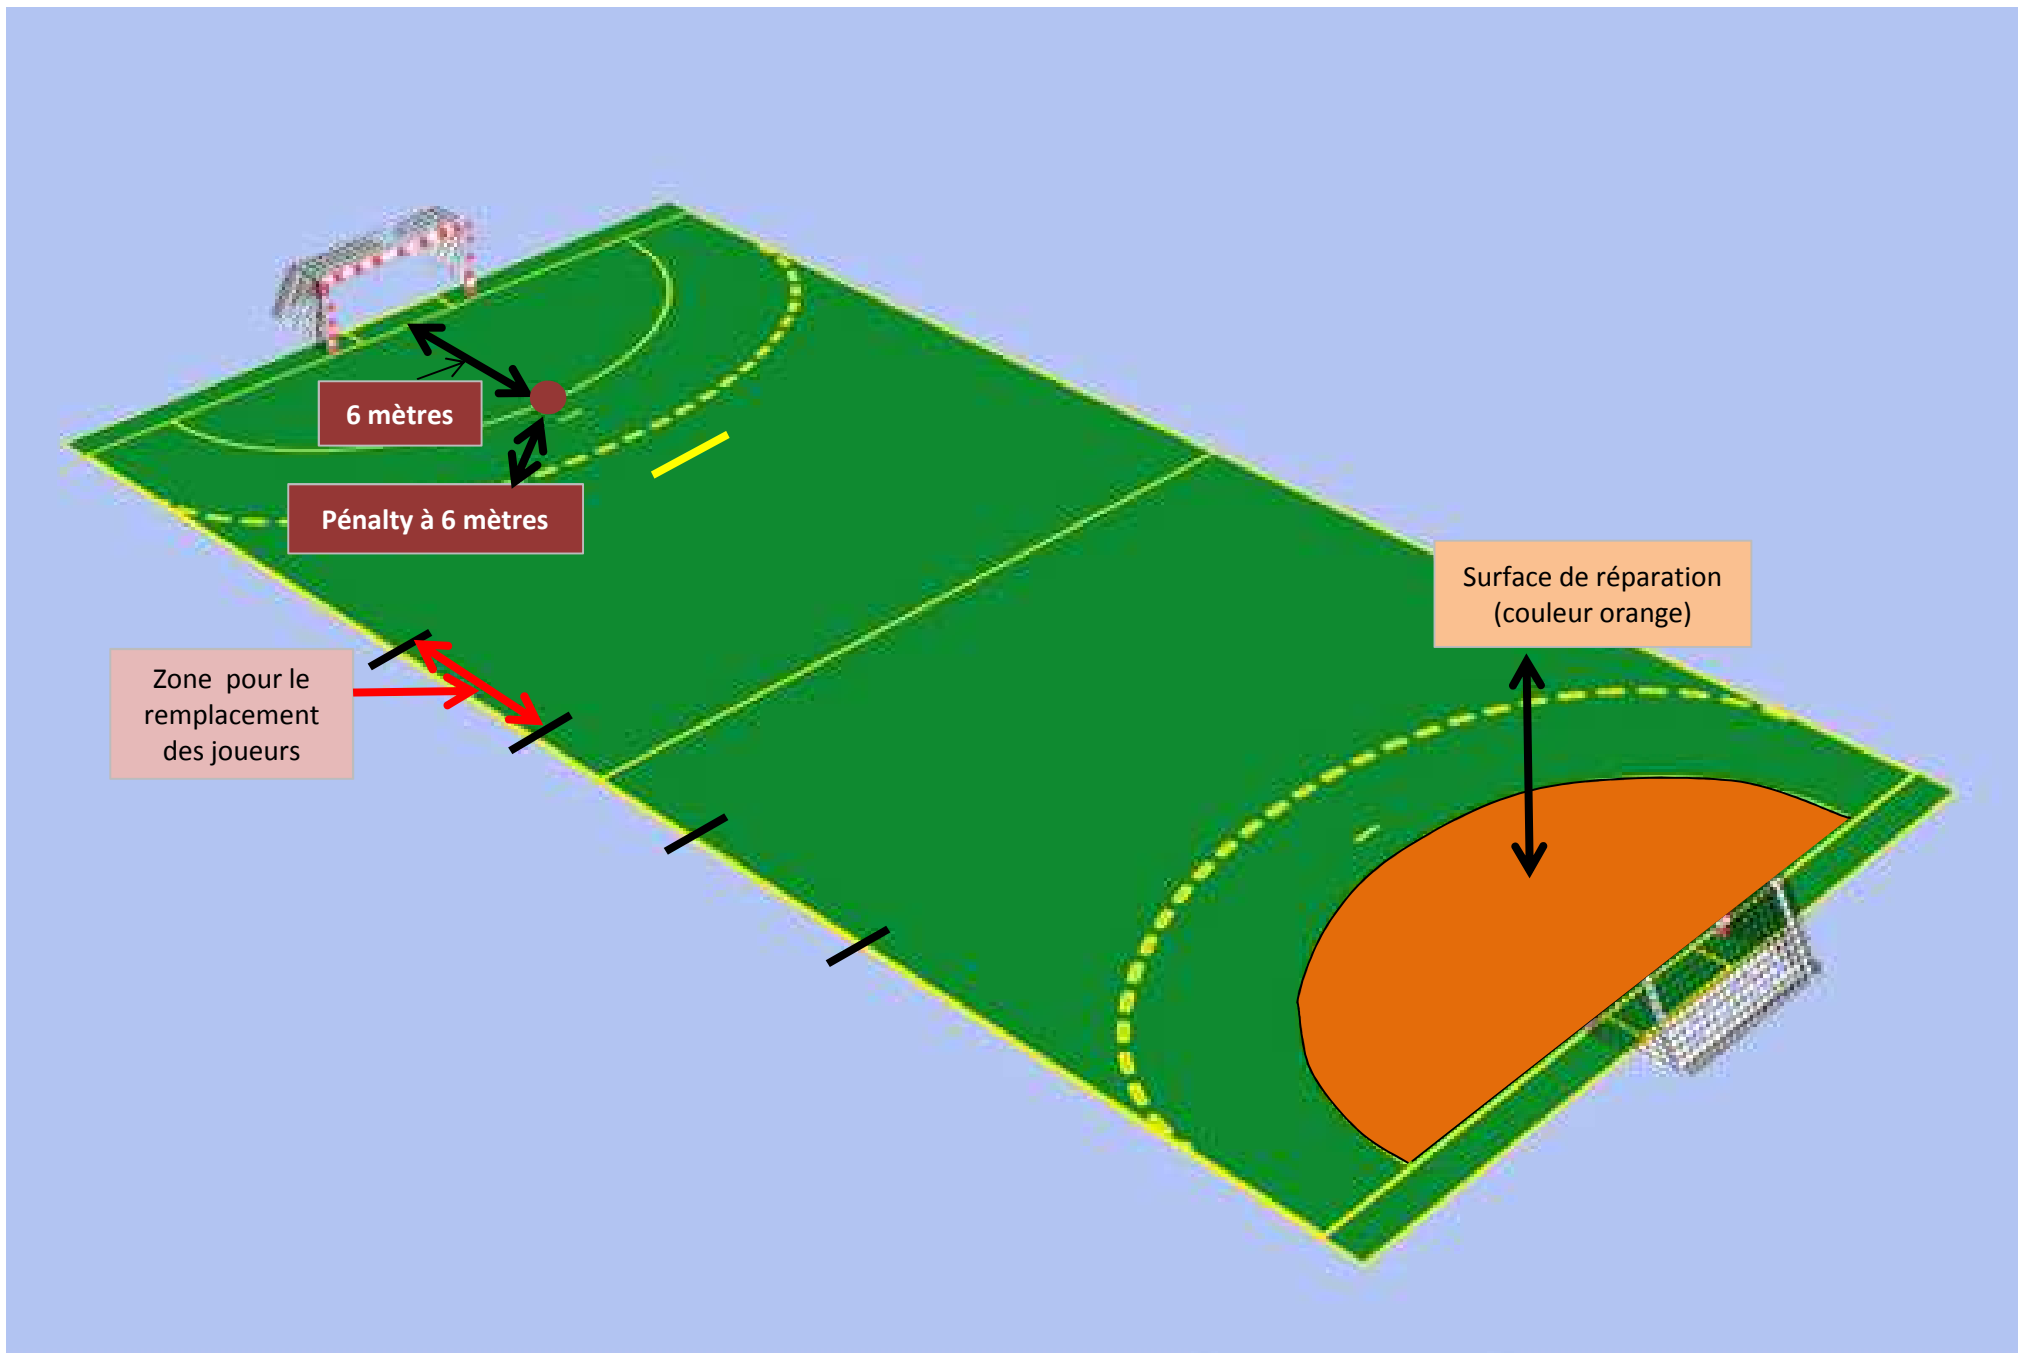 6 mètres
Pénalty à 6 mètres
Surface de réparation
(couleur orange)
Zone pour le
remplacement
des joueurs